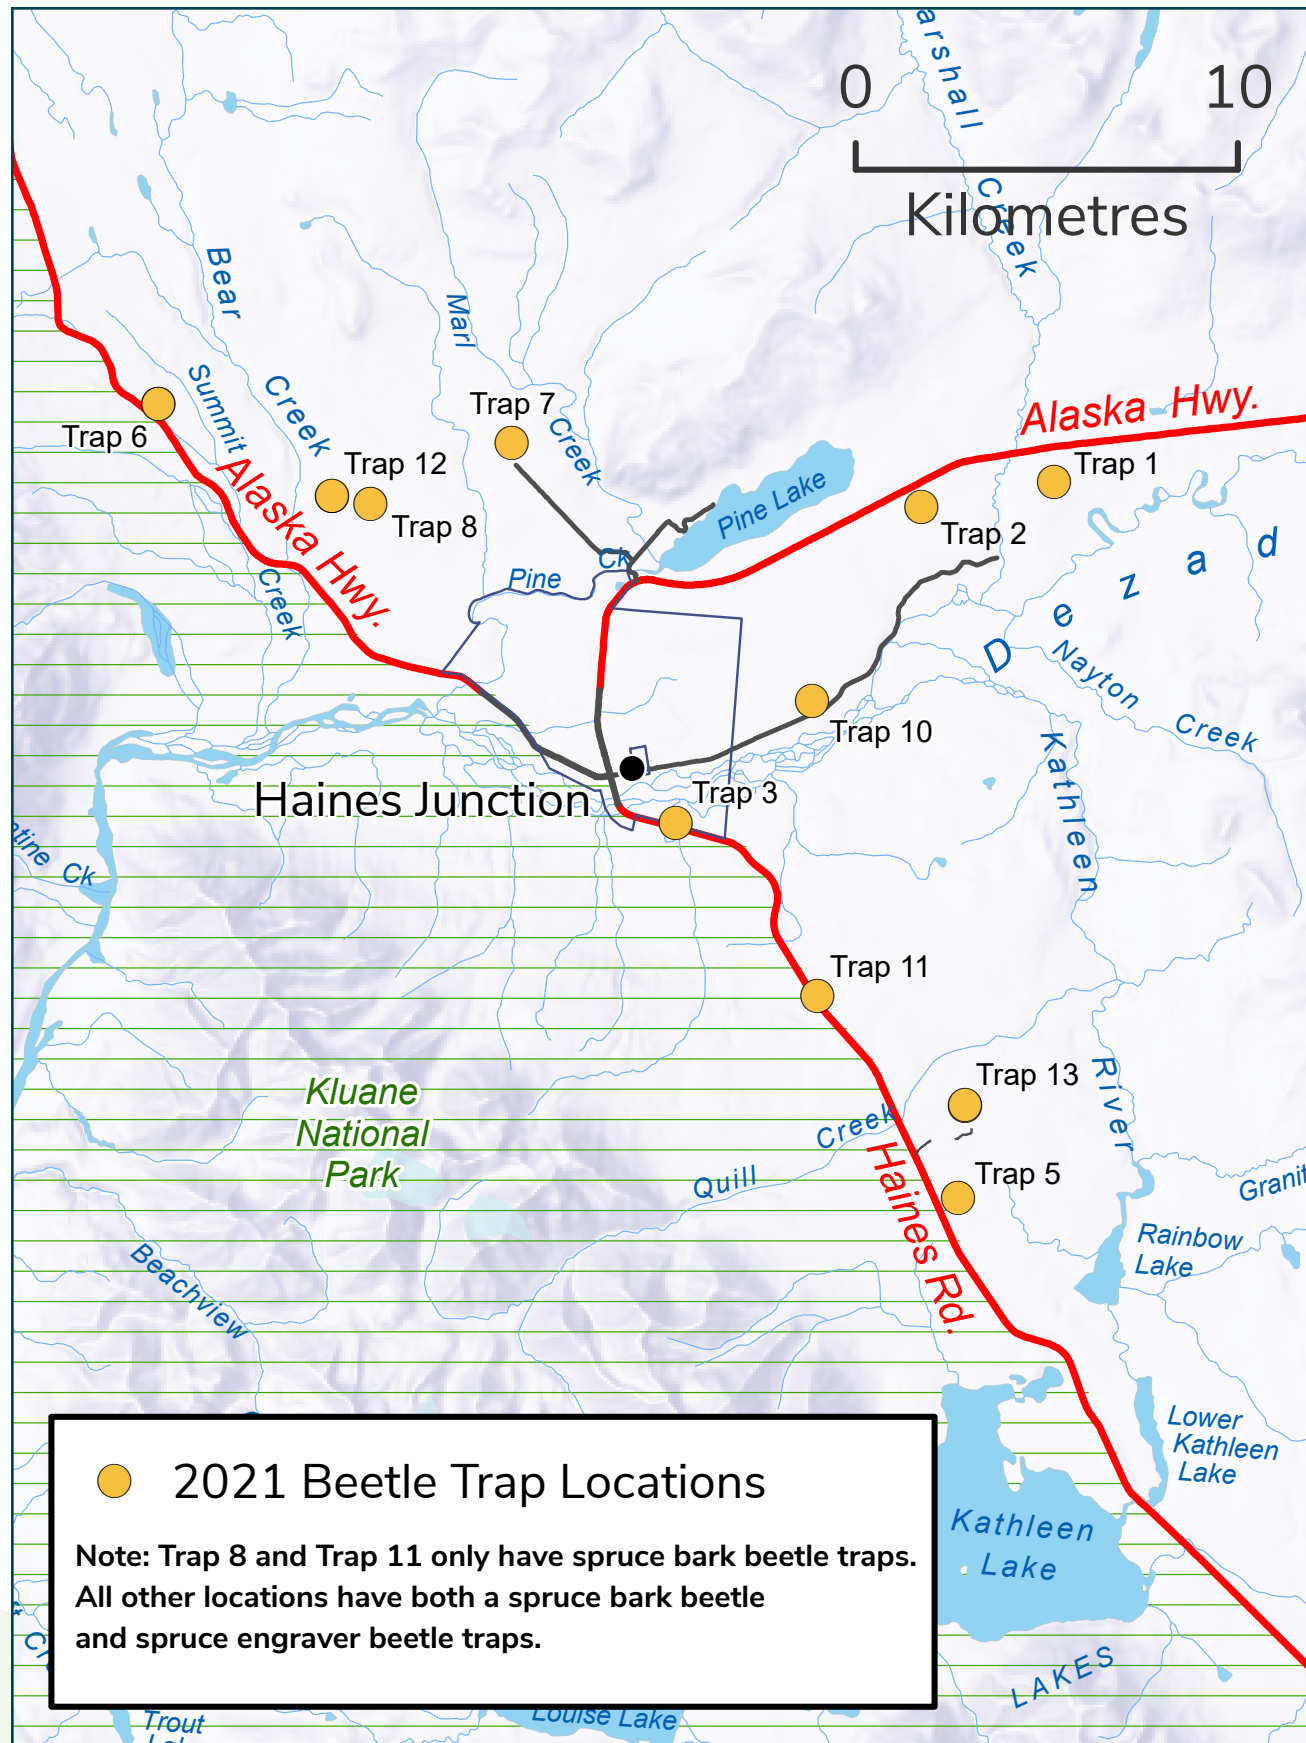 arshall
Creek
0 10
Kilometres
Bear
Creek
Marl
Creek
Summit
Creek
Alaska Hwy.
Trap 7
Trap 6
Trap 12
Trap 8
Trap 1
Trap 2
Alaska Hwy.
Pine Lake
Pine Ck
Dezad
Nayton
Creek
Trap 10
Kathleen
River
Trap 3
Haines Junction
Ck
Trap 11
Kluane
National
Park
Trap 13
Quill Creek
Trap 5
Haines Rd.
Granit
Rainbow
Lake
Beachview
Lower
Kathleen
Lake
Kathleen
Lake
2021 Beetle Trap Locations
Note: Trap 8 and Trap 11 only have spruce bark beetle traps.
All other locations have both a spruce bark beetle
and spruce engraver beetle traps.
LAKES
Trout
Louise Lake